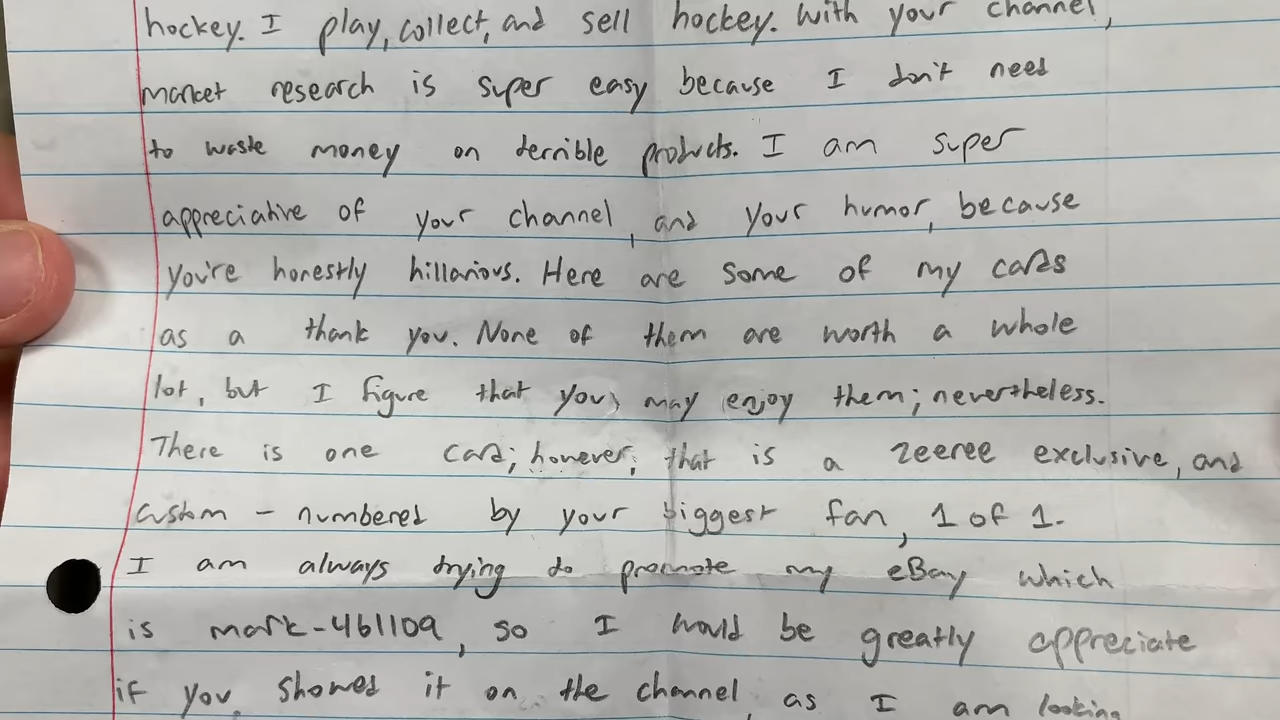 hockey. I play, collect, and sell hockey. With your channel,
market research is super easy because I don't need
to waste money on terrible products. I am super
appreciative of your channel, and your humor, because
you're honestly hillarious. Here are some of my cards
as a thank you. None of them are worth a whole
lot, but I figure that you may enjoy them; nevertheless.
There is one card; however, that is a zeeree exclusive, and
custom - numbered by your biggest fan, 1 of 1.
I am always trying to promote my eBay which
is mark-461109, so I would be greatly appreciate
if you showed it on the channel, as I am looking